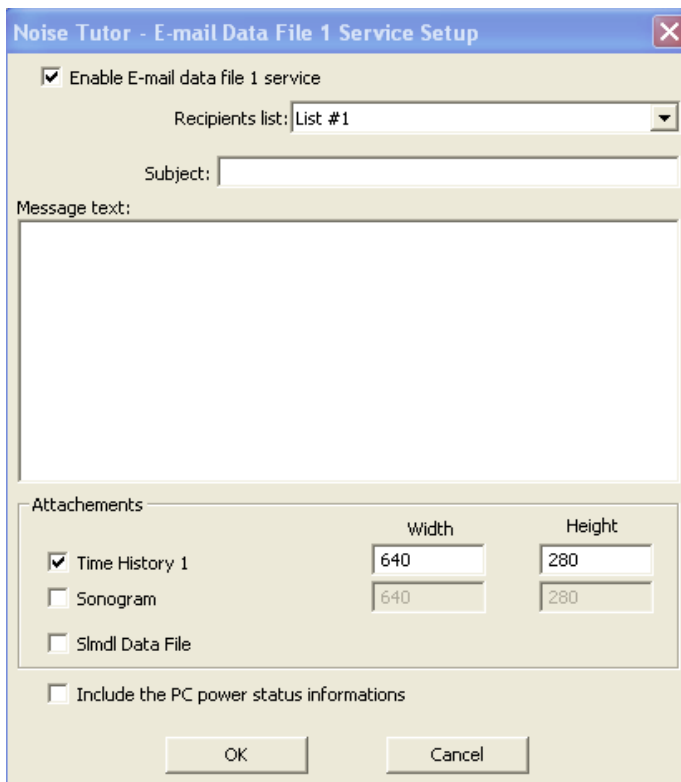 Noise Tutor - E-mail Data File 1 Service Setup
Enable E-mail data file 1 service
Recipients list: List #1
Subject:
Message text:
Attachements
Width Height
Time History 1 640 280
Sonogram 640 280
Slmdl Data File
Include the PC power status informations
OK Cancel